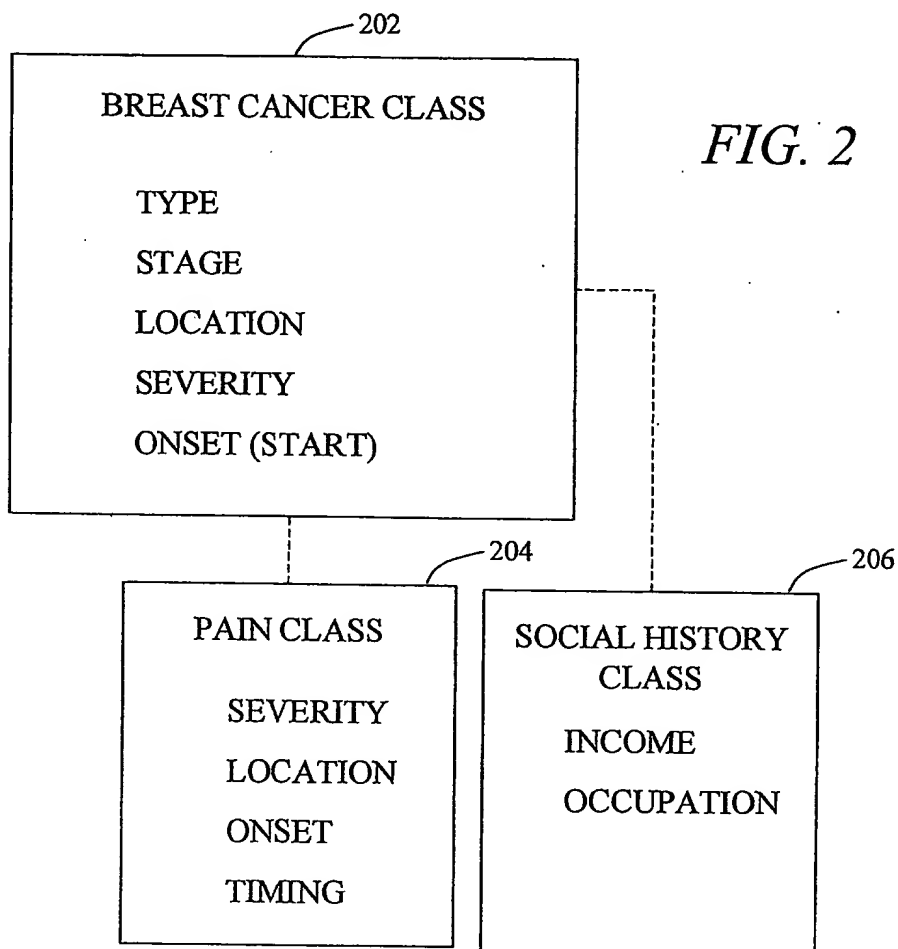 202
BREAST CANCER CLASS
FIG. 2
TYPE
STAGE
LOCATION
SEVERITY
ONSET (START)
204
PAIN CLASS
SEVERITY
LOCATION
ONSET
TIMING
206
SOCIAL HISTORY
CLASS
INCOME
OCCUPATION